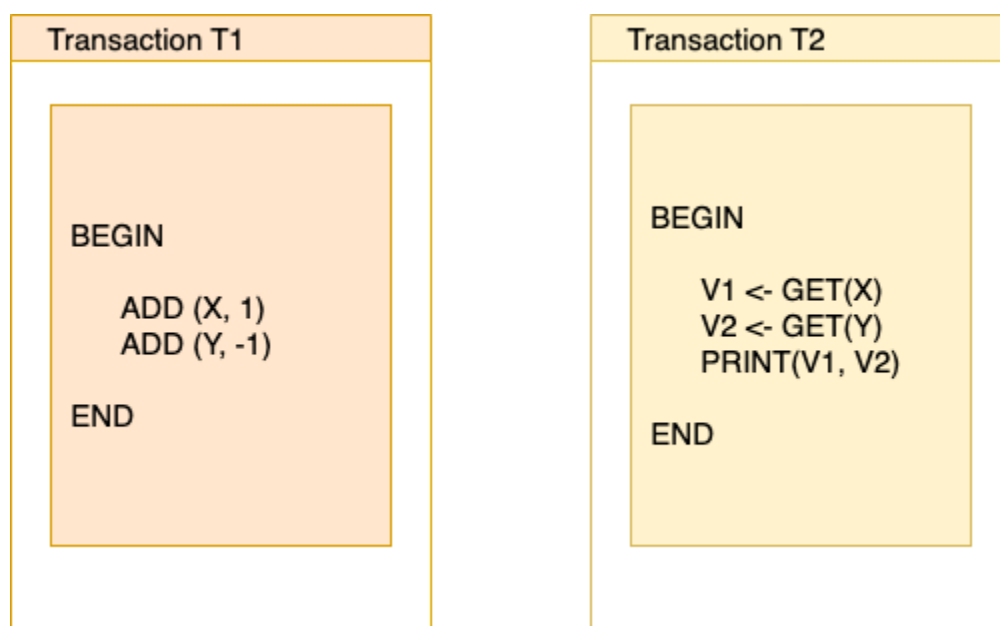 Transaction T1
BEGIN
ADD (X, 1)
ADD (Y, -1)
END
Transaction T2
BEGIN
V1 <- GET(X)
V2 <- GET(Y)
PRINT(V1, V2)
END